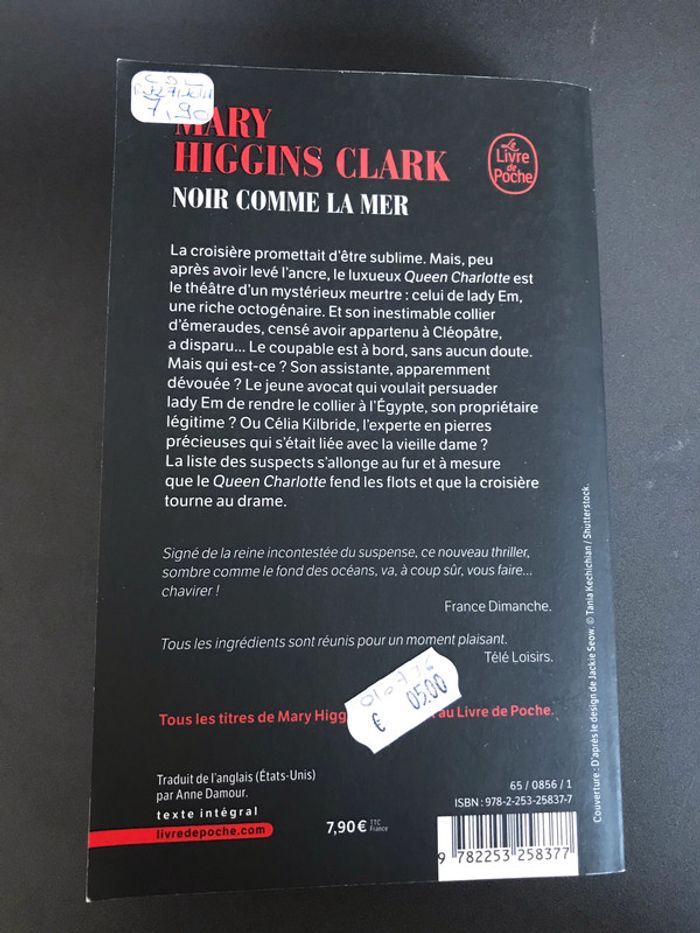 7,90
MARY
HIGGINS CLARK
Le
Livre
de
Poche
NOIR COMME LA MER
La croisière promettait d'être sublime. Mais, peu
après avoir levé l'ancre, le luxueux Queen Charlotte est
le théâtre d'un mystérieux meurtre : celui de lady Em,
une riche octogénaire. Et son inestimable collier
d'émeraudes, censé avoir appartenu à Cléopâtre,
a disparu... Le coupable est à bord, sans aucun doute.
Mais qui est-ce ? Son assistante, apparemment
dévouée ? Le jeune avocat qui voulait persuader
lady Em de rendre le collier à l'Égypte, son propriétaire
légitime ? Ou Célia Kilbride, l'experte en pierres
précieuses qui s'était liée avec la vieille dame ?
La liste des suspects s'allonge au fur et à mesure
que le Queen Charlotte fend les flots et que la croisière
tourne au drame.
Signé de la reine incontestée du suspense, ce nouveau thriller,
sombre comme le fond des océans, va, à coup sûr, vous faire...
chavirer !
France Dimanche.
Tous les ingrédients sont réunis pour un moment plaisant.
Télé Loisirs.
€ 05.00
Tous les titres de Mary Higg au Livre de Poche.
Traduit de l'anglais (États-Unis)
par Anne Damour.
texte intégral
livredepoche.com
7,90 € TTC
France
65 / 0856 / 1
ISBN : 978-2-253-25837-7
9 782253 258377
Couverture : D'après le design de Jackie Seow. © Tania Kechichian / Shutterstock.